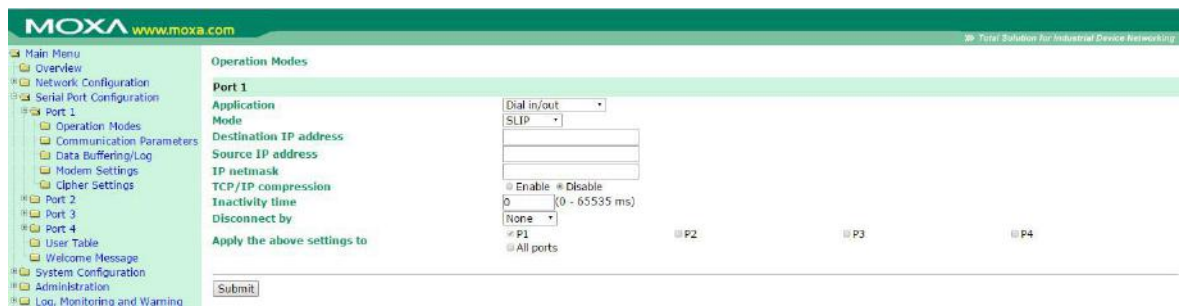 MOXA www.moxa.com
Total Solution for Industrial Device Networking
Main Menu
Overview
Network Configuration
Serial Port Configuration
Port 1
Operation Modes
Communication Parameters
Data Buffering/Log
Modem Settings
Cipher Settings
Port 2
Port 3
Port 4
User Table
Welcome Message
System Configuration
Administration
Log, Monitoring and Warning
Operation Modes
Port 1
Application Dial in/out
Mode SLIP
Destination IP address
Source IP address
IP netmask
TCP/IP compression Enable Disable
Inactivity time 0 (0 - 65535 ms)
Disconnect by None
Apply the above settings to P1 P2 P3 P4
All ports
Submit